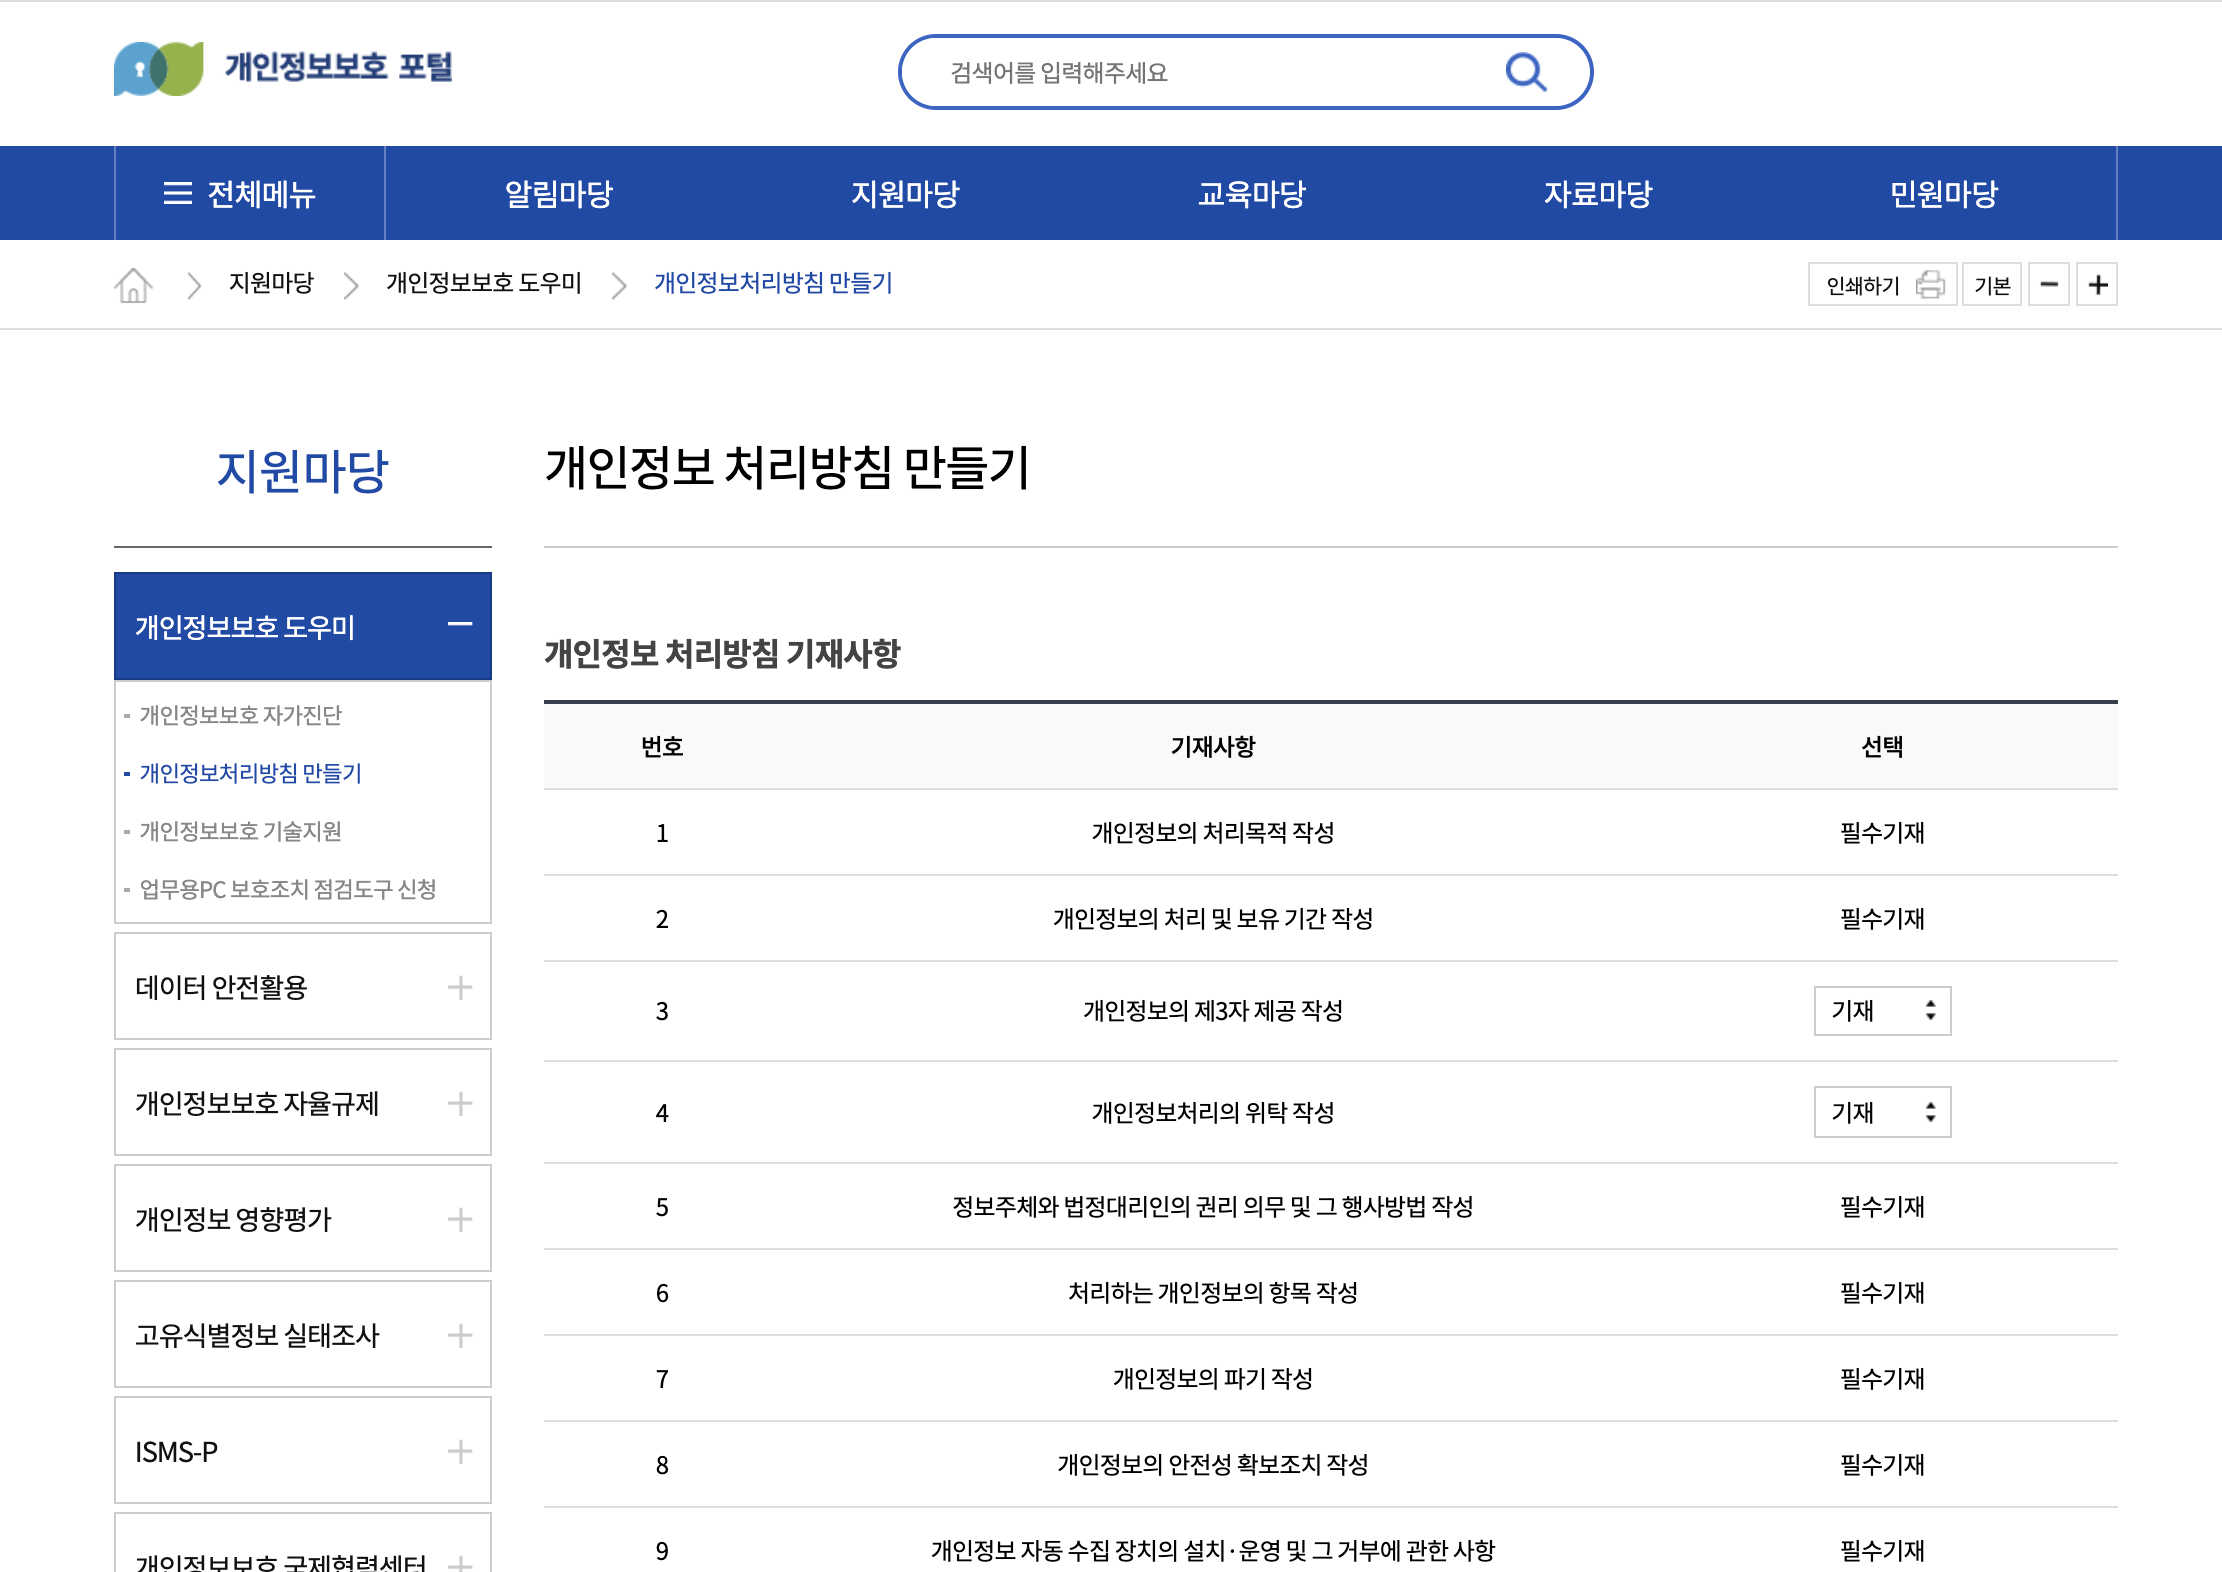 개인정보보호 포털
검색어를 입력해주세요
전체메뉴 알림마당 지원마당 교육마당 자료마당 민원마당
지원마당 개인정보보호 도우미 개인정보처리방침 만들기 인쇄하기 기본
지원마당
개인정보보호 도우미
- 개인정보보호 자가진단
- 개인정보처리방침 만들기
- 개인정보보호 기술지원
- 업무용PC 보호조치 점검도구 신청
데이터 안전활용
개인정보보호 자율규제
개인정보 영향평가
고유식별정보 실태조사
ISMS-P
개인정보보호 국제협력센터
개인정보 처리방침 만들기
개인정보 처리방침 기재사항
번호 기재사항 선택
1 개인정보의 처리목적 작성 필수기재
2 개인정보의 처리 및 보유 기간 작성 필수기재
3 개인정보의 제3자 제공 작성 기재
4 개인정보처리의 위탁 작성 기재
5 정보주체와 법정대리인의 권리 의무 및 그 행사방법 작성 필수기재
6 처리하는 개인정보의 항목 작성 필수기재
7 개인정보의 파기 작성 필수기재
8 개인정보의 안전성 확보조치 작성 필수기재
9 개인정보 자동 수집 장치의 설치·운영 및 그 거부에 관한 사항 필수기재